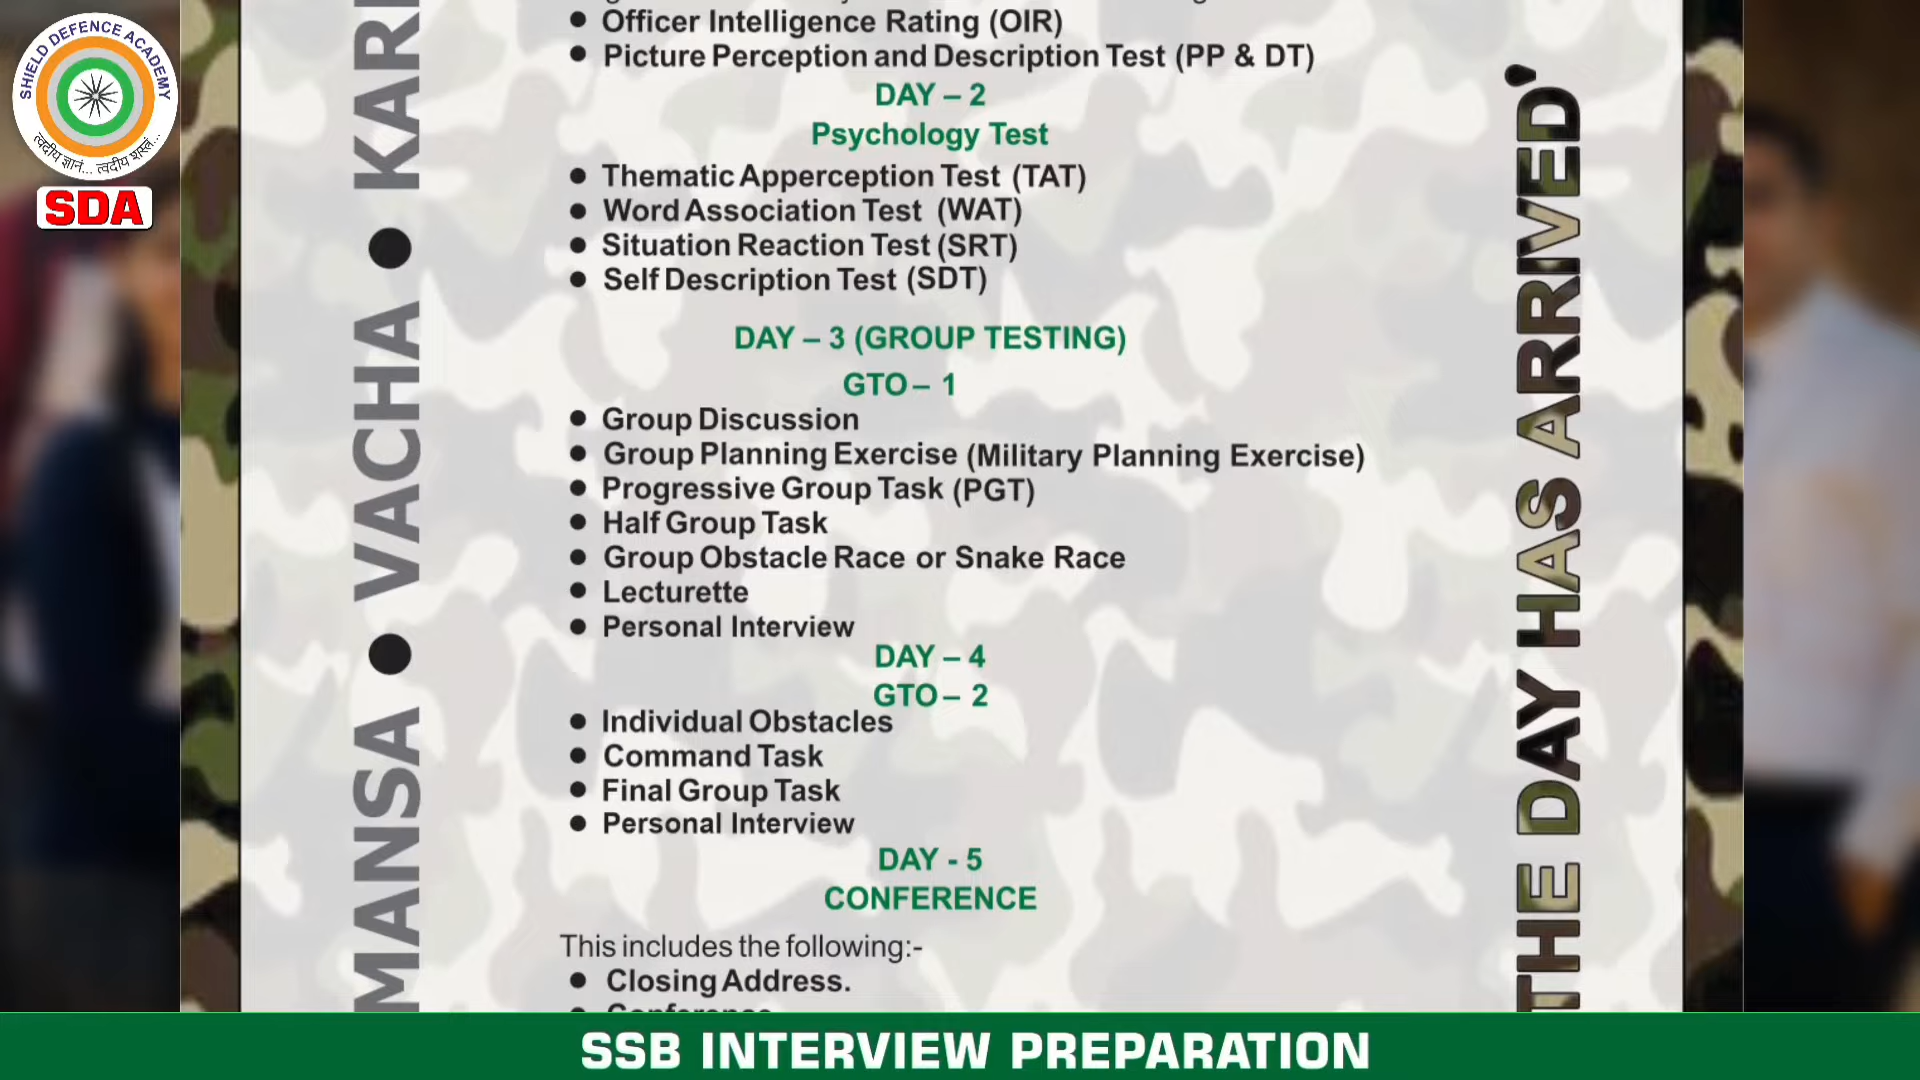 SHIELD DEFENCE ACADEMY
त्वदीय ज्ञानं... त्वदीय शस्त्रं...
SDA
MANSA • VACHA • KAR
• Officer Intelligence Rating (OIR)
• Picture Perception and Description Test (PP & DT)
DAY – 2
Psychology Test
• Thematic Apperception Test (TAT)
• Word Association Test (WAT)
• Situation Reaction Test (SRT)
• Self Description Test (SDT)
DAY – 3 (GROUP TESTING)
GTO – 1
• Group Discussion
• Group Planning Exercise (Military Planning Exercise)
• Progressive Group Task (PGT)
• Half Group Task
• Group Obstacle Race or Snake Race
• Lecturette
• Personal Interview
DAY – 4
GTO – 2
• Individual Obstacles
• Command Task
• Final Group Task
• Personal Interview
DAY - 5
CONFERENCE
This includes the following:-
• Closing Address.
THE DAY HAS ARRIVED'
SSB INTERVIEW PREPARATION